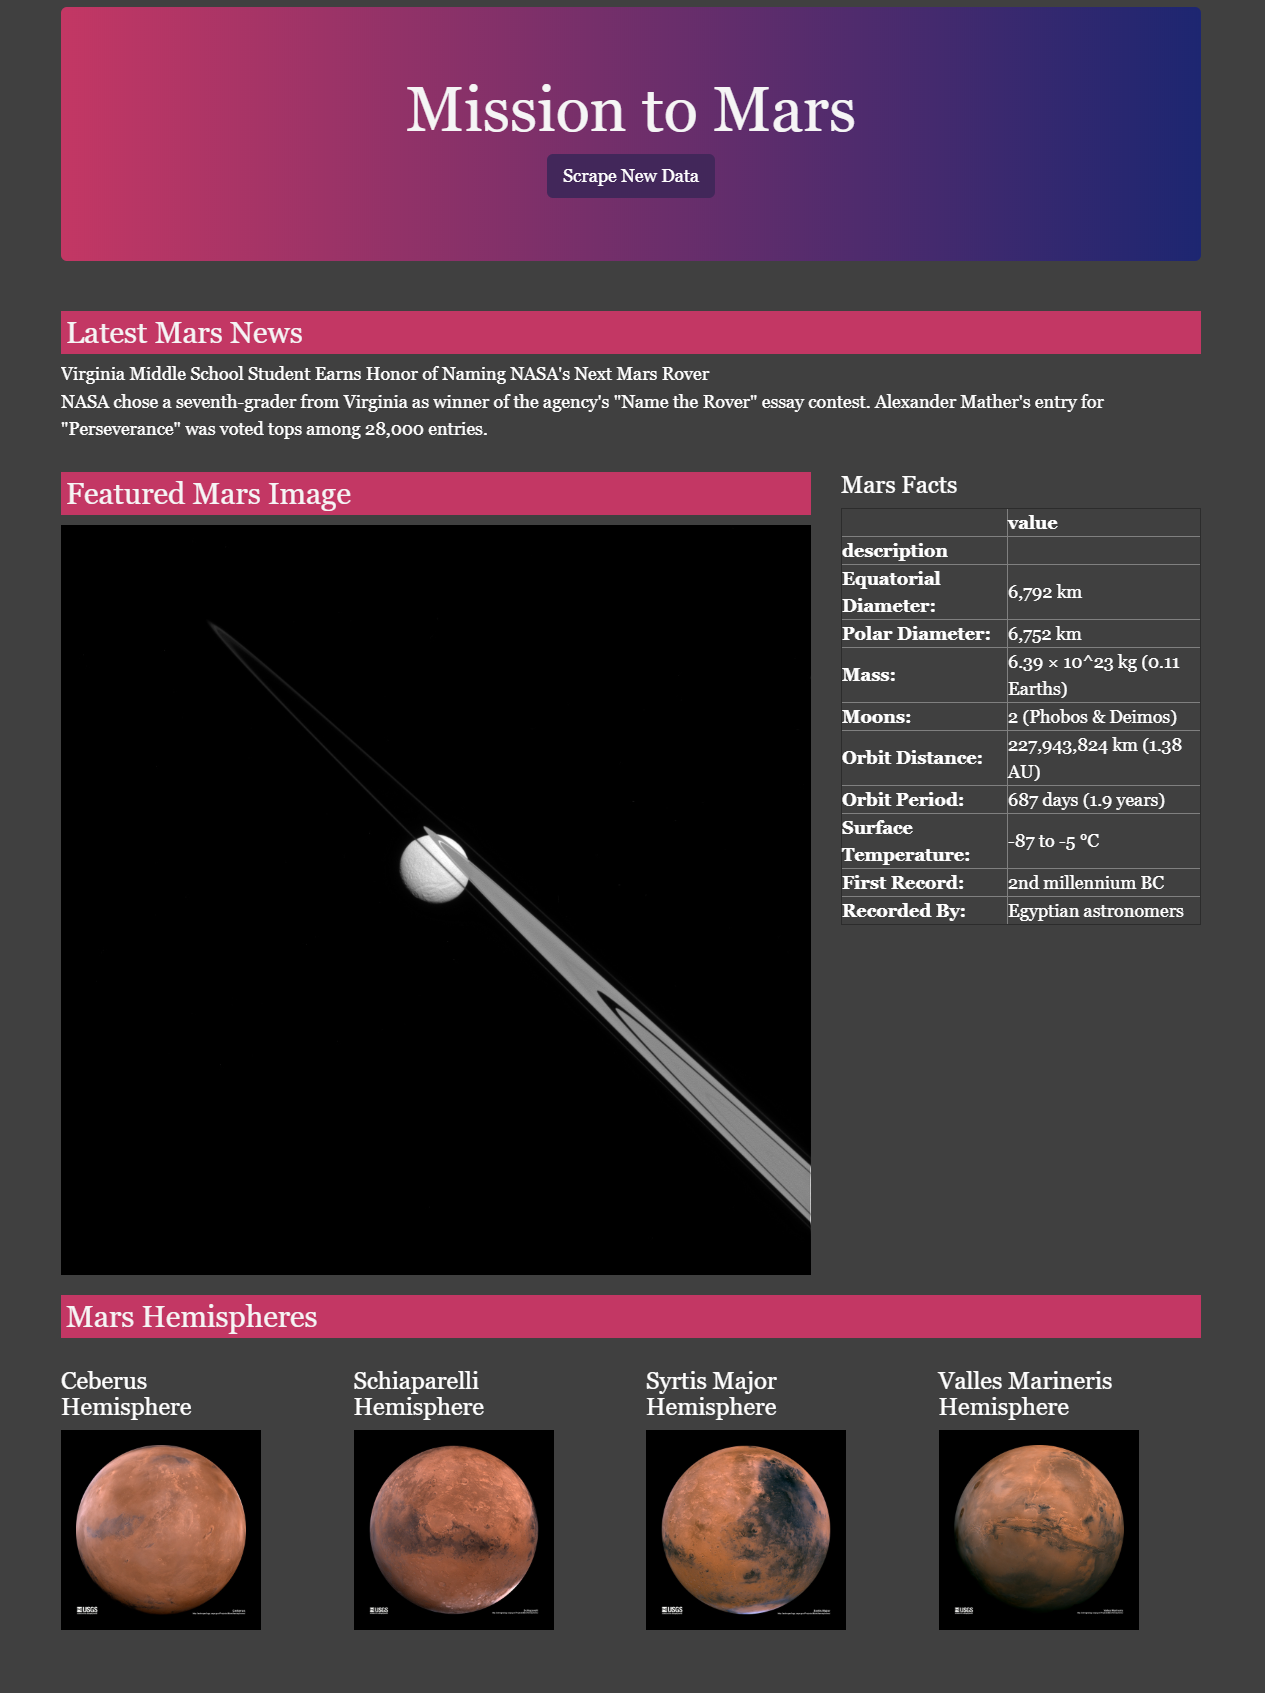 Mission to Mars
Scrape New Data
Latest Mars News
Virginia Middle School Student Earns Honor of Naming NASA's Next Mars Rover
NASA chose a seventh-grader from Virginia as winner of the agency's "Name the Rover" essay contest. Alexander Mather's entry for
"Perseverance" was voted tops among 28,000 entries.
Featured Mars Image
Mars Facts
value
description
Equatorial
Diameter:
6,792 km
Polar Diameter:
6,752 km
Mass:
6.39 × 10^23 kg (0.11
Earths)
Moons:
2 (Phobos & Deimos)
Orbit Distance:
227,943,824 km (1.38
AU)
Orbit Period:
687 days (1.9 years)
Surface
Temperature:
-87 to -5 °C
First Record:
2nd millennium BC
Recorded By:
Egyptian astronomers
Mars Hemispheres
Ceberus
Hemisphere
Schiaparelli
Hemisphere
Syrtis Major
Hemisphere
Valles Marineris
Hemisphere
USGS
USGS
USGS
USGS